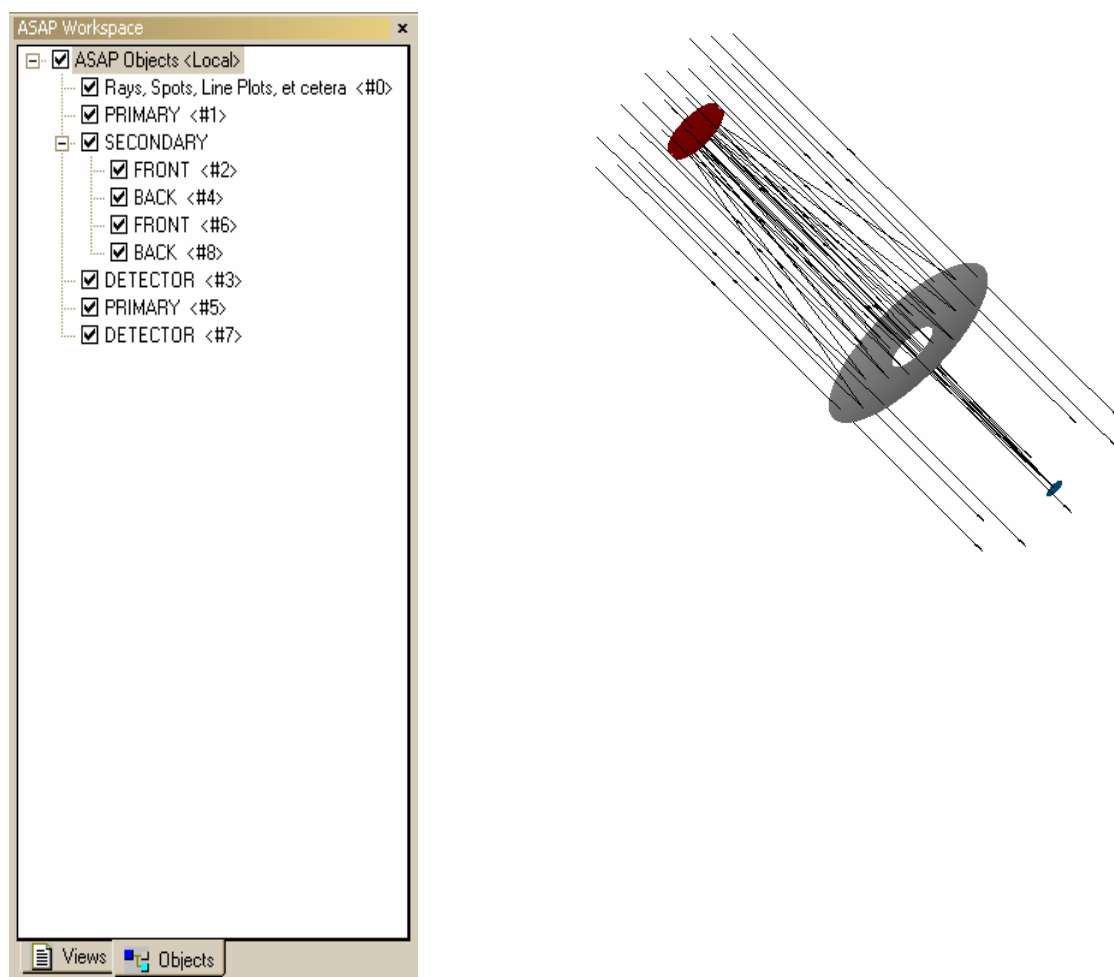 ASAP Workspace x
ASAP Objects <Local>
Rays, Spots, Line Plots, et cetera <#0>
PRIMARY <#1>
SECONDARY
FRONT <#2>
BACK <#4>
FRONT <#6>
BACK <#8>
DETECTOR <#3>
PRIMARY <#5>
DETECTOR <#7>
Views Objects